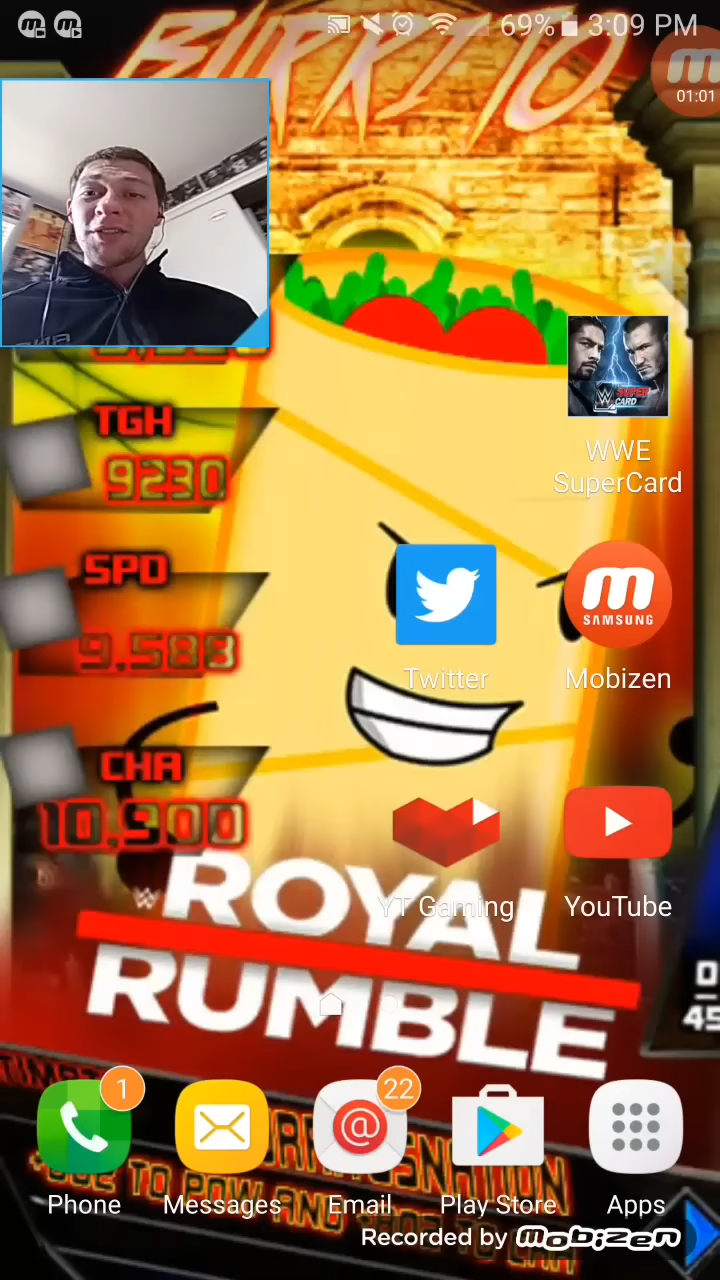 69% 3:09 PM
BURRITO
01:01
TGH
9230
WWE
SuperCard
SPD
9,588
Twitter
SAMSUNG
Mobizen
CHA
10,900
YT Gaming
YouTube
ROYAL
RUMBLE
45
1
22
Phone
Messages
Email
Play Store
Apps
Recorded by mobizen